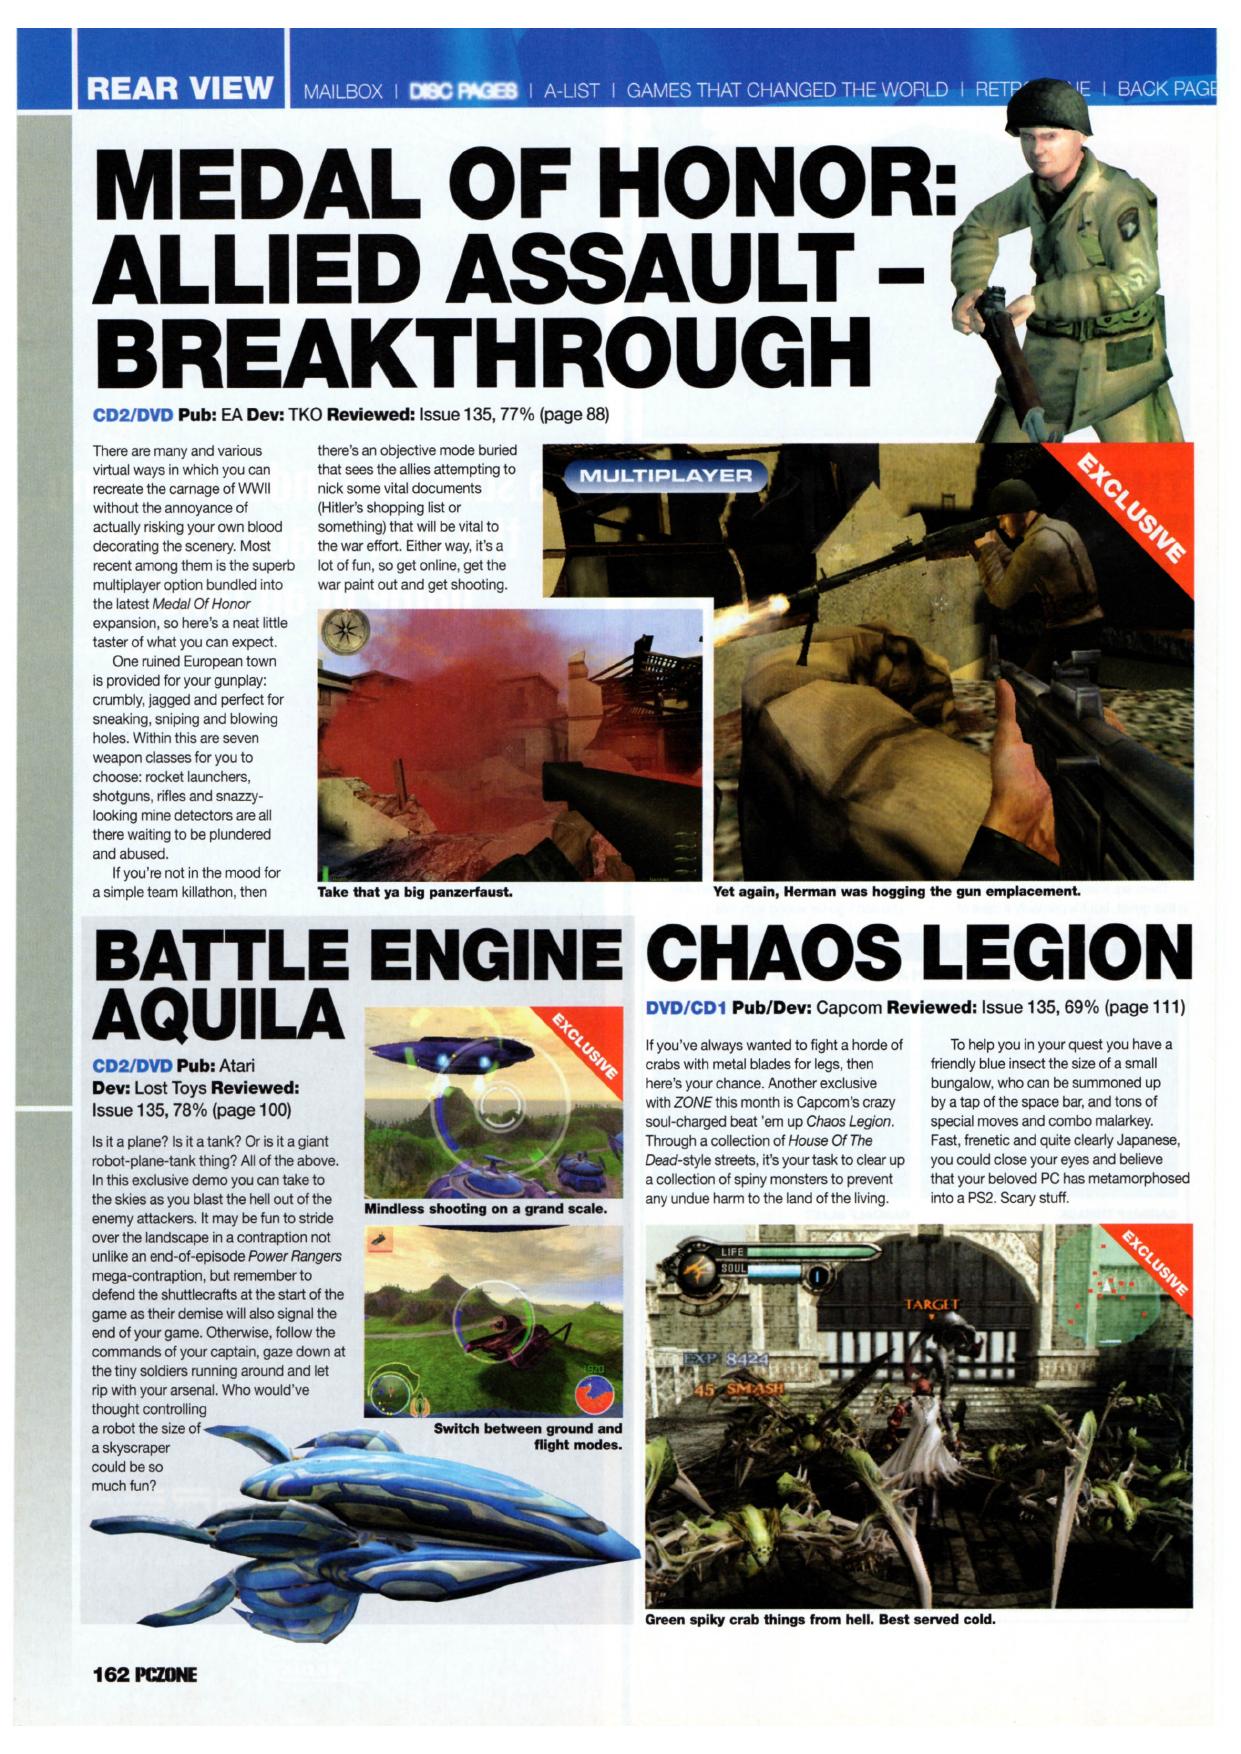 REAR VIEW
MAILBOX | DISC PAGES | A-LIST | GAMES THAT CHANGED THE WORLD | RETR E | BACK PAGE
MEDAL OF HONOR:
ALLIED ASSAULT –
BREAKTHROUGH
CD2/DVD Pub: EA Dev: TKO Reviewed: Issue 135, 77% (page 88)
There are many and various
virtual ways in which you can
recreate the carnage of WWII
without the annoyance of
actually risking your own blood
decorating the scenery. Most
recent among them is the superb
multiplayer option bundled into
the latest Medal Of Honor
expansion, so here's a neat little
taster of what you can expect.
One ruined European town
is provided for your gunplay:
crumbly, jagged and perfect for
sneaking, sniping and blowing
holes. Within this are seven
weapon classes for you to
choose: rocket launchers,
shotguns, rifles and snazzy-
looking mine detectors are all
there waiting to be plundered
and abused.
If you're not in the mood for
a simple team killathon, then
there's an objective mode buried
that sees the allies attempting to
nick some vital documents
(Hitler's shopping list or
something) that will be vital to
the war effort. Either way, it's a
lot of fun, so get online, get the
war paint out and get shooting.
MULTIPLAYER
EXCLUSIVE
Take that ya big panzerfaust.
Yet again, Herman was hogging the gun emplacement.
BATTLE ENGINE
AQUILA
CD2/DVD Pub: Atari
Dev: Lost Toys Reviewed:
Issue 135, 78% (page 100)
Is it a plane? Is it a tank? Or is it a giant
robot-plane-tank thing? All of the above.
In this exclusive demo you can take to
the skies as you blast the hell out of the
enemy attackers. It may be fun to stride
over the landscape in a contraption not
unlike an end-of-episode Power Rangers
mega-contraption, but remember to
defend the shuttlecrafts at the start of the
game as their demise will also signal the
end of your game. Otherwise, follow the
commands of your captain, gaze down at
the tiny soldiers running around and let
rip with your arsenal. Who would've
thought controlling
a robot the size of
a skyscraper
could be so
much fun?
EXCLUSIVE
Mindless shooting on a grand scale.
1920
Switch between ground and
flight modes.
CHAOS LEGION
DVD/CD1 Pub/Dev: Capcom Reviewed: Issue 135, 69% (page 111)
If you've always wanted to fight a horde of
crabs with metal blades for legs, then
here's your chance. Another exclusive
with ZONE this month is Capcom's crazy
soul-charged beat 'em up Chaos Legion.
Through a collection of House Of The
Dead-style streets, it's your task to clear up
a collection of spiny monsters to prevent
any undue harm to the land of the living.
To help you in your quest you have a
friendly blue insect the size of a small
bungalow, who can be summoned up
by a tap of the space bar, and tons of
special moves and combo malarkey.
Fast, frenetic and quite clearly Japanese,
you could close your eyes and believe
that your beloved PC has metamorphosed
into a PS2. Scary stuff.
LIFE
SOUL
EXCLUSIVE
TARGET
EXP 8424
45 SMASH
Green spiky crab things from hell. Best served cold.
162 PCZONE